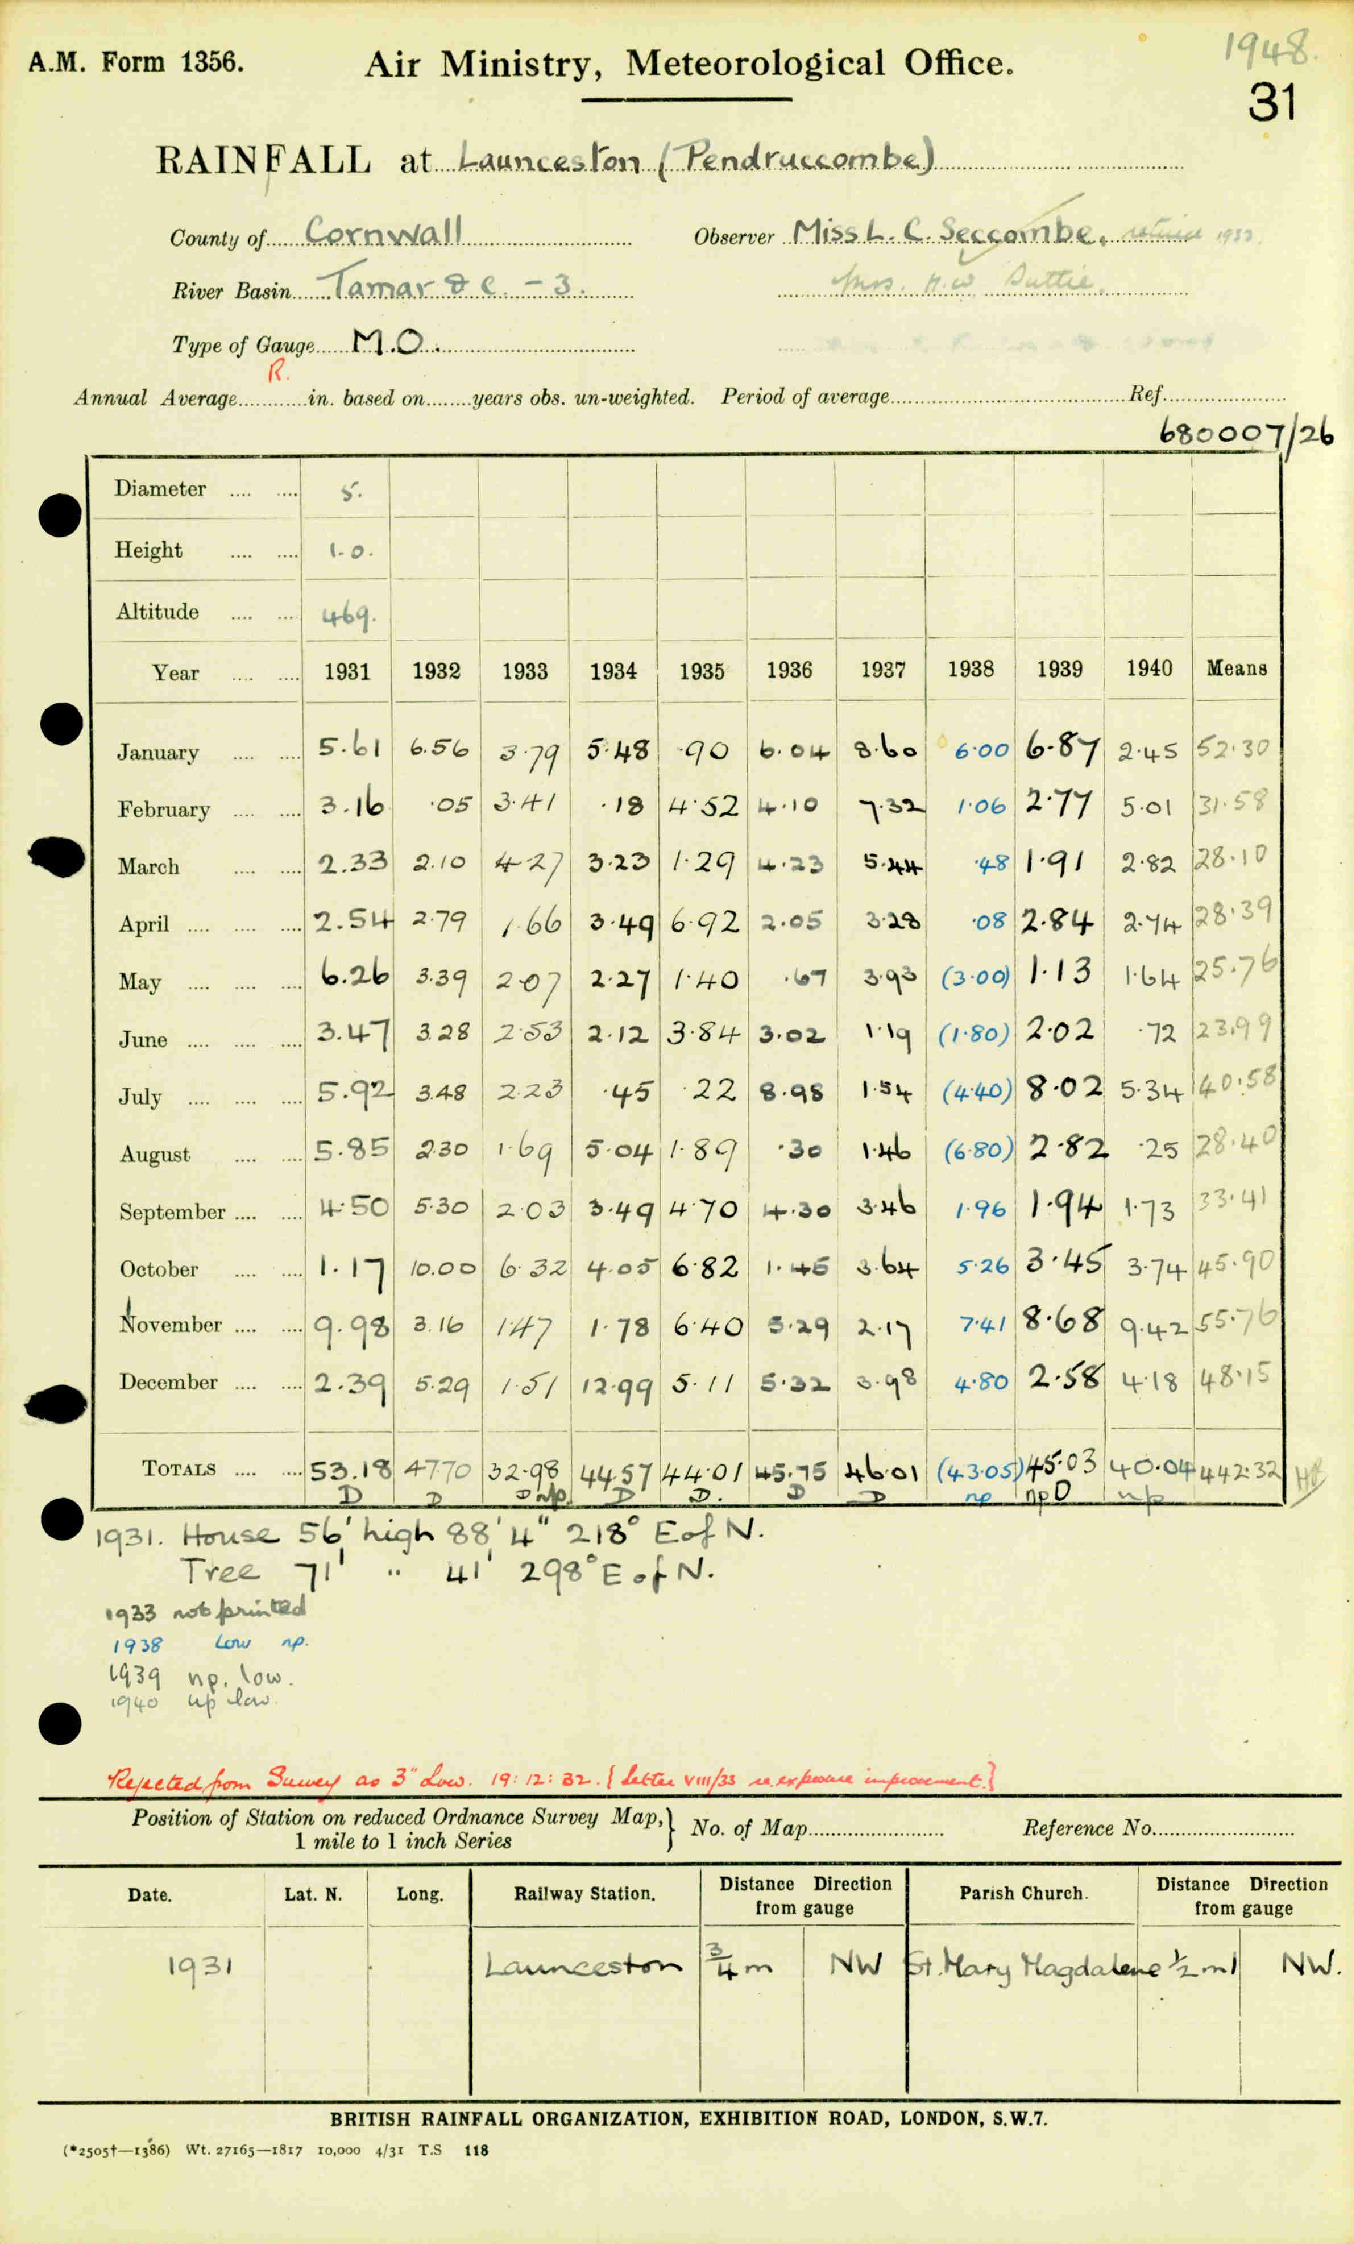 1948.
A.M. Form 1356. Air Ministry, Meteorological Office.
31
RAINFALL at Launceston (Pendruccombe)
County of Cornwall Observer Miss L. C. Seccombe, retired 1933.
River Basin Tamar &c. - 3. Mrs. H.W Suttie.
Type of Gauge M.O.
R.
Annual Average in. based on years obs. un-weighted. Period of average Ref.
680007/26
Diameter .... .... 5.
Height .... .... 1.0.
Altitude .... .... 469.
Year .... .... 1931 1932 1933 1934 1935 1936 1937 1938 1939 1940 Means
January .... .... 5.61 6.56 3.79 5.48 .90 6.04 8.60 6.00 6.87 2.45 52.30
February .... .... 3.16 .05 3.41 .18 4.52 4.10 7.32 1.06 2.77 5.01 31.58
March .... .... 2.33 2.10 4.27 3.23 1.29 4.23 5.44 .48 1.91 2.82 28.10
April .... .... .... 2.54 2.79 1.66 3.49 6.92 2.05 3.28 .08 2.84 2.74 28.39
May .... .... .... 6.26 3.39 2.07 2.27 1.40 .67 3.93 (3.00) 1.13 1.64 25.76
June .... .... .... 3.47 3.28 2.53 2.12 3.84 3.02 1.19 (1.80) 2.02 .72 23.99
July .... .... .... 5.92 3.48 2.23 .45 .22 8.98 1.54 (4.40) 8.02 5.34 40.58
August .... .... 5.85 2.30 1.69 5.04 1.89 .30 1.46 (6.80) 2.82 .25 28.40
September .... .... 4.50 5.30 2.03 3.49 4.70 4.30 3.46 1.96 1.94 1.73 33.41
October .... .... 1.17 10.00 6.32 4.05 6.82 1.45 3.64 5.26 3.45 3.74 45.90
November .... .... 9.98 3.16 1.47 1.78 6.40 5.29 2.17 7.41 8.68 9.42 55.76
December .... .... 2.39 5.29 1.51 12.99 5.11 5.32 3.98 4.80 2.58 4.18 48.15
TOTALS .... .... 53.18 47.70 32.98 44.57 44.01 45.75 46.01 (43.05) 45.03 40.04 442.32 HB
D D D np. D D. D D np np D np
1931. House 56' high 88' 4" 218° E of N.
Tree 71' " 41' 298° E of N.
1933 not printed
1938 Low np.
1939 np. low.
1940 np low.
Rejected from Survey as 3" Low. 19:12:32. { Letter VIII/33 re exposure improvement. }
Position of Station on reduced Ordnance Survey Map, } No. of Map Reference No.
1 mile to 1 inch Series
Date. Lat. N. Long. Railway Station. Distance Direction from gauge Parish Church. Distance Direction from gauge
1931 Launceston 3/4 m NW St. Mary Magdalene 1/2 ml NW.
BRITISH RAINFALL ORGANIZATION, EXHIBITION ROAD, LONDON, S.W.7.
(*2505†—1386) Wt. 27165—1817 10,000 4/31 T.S 118